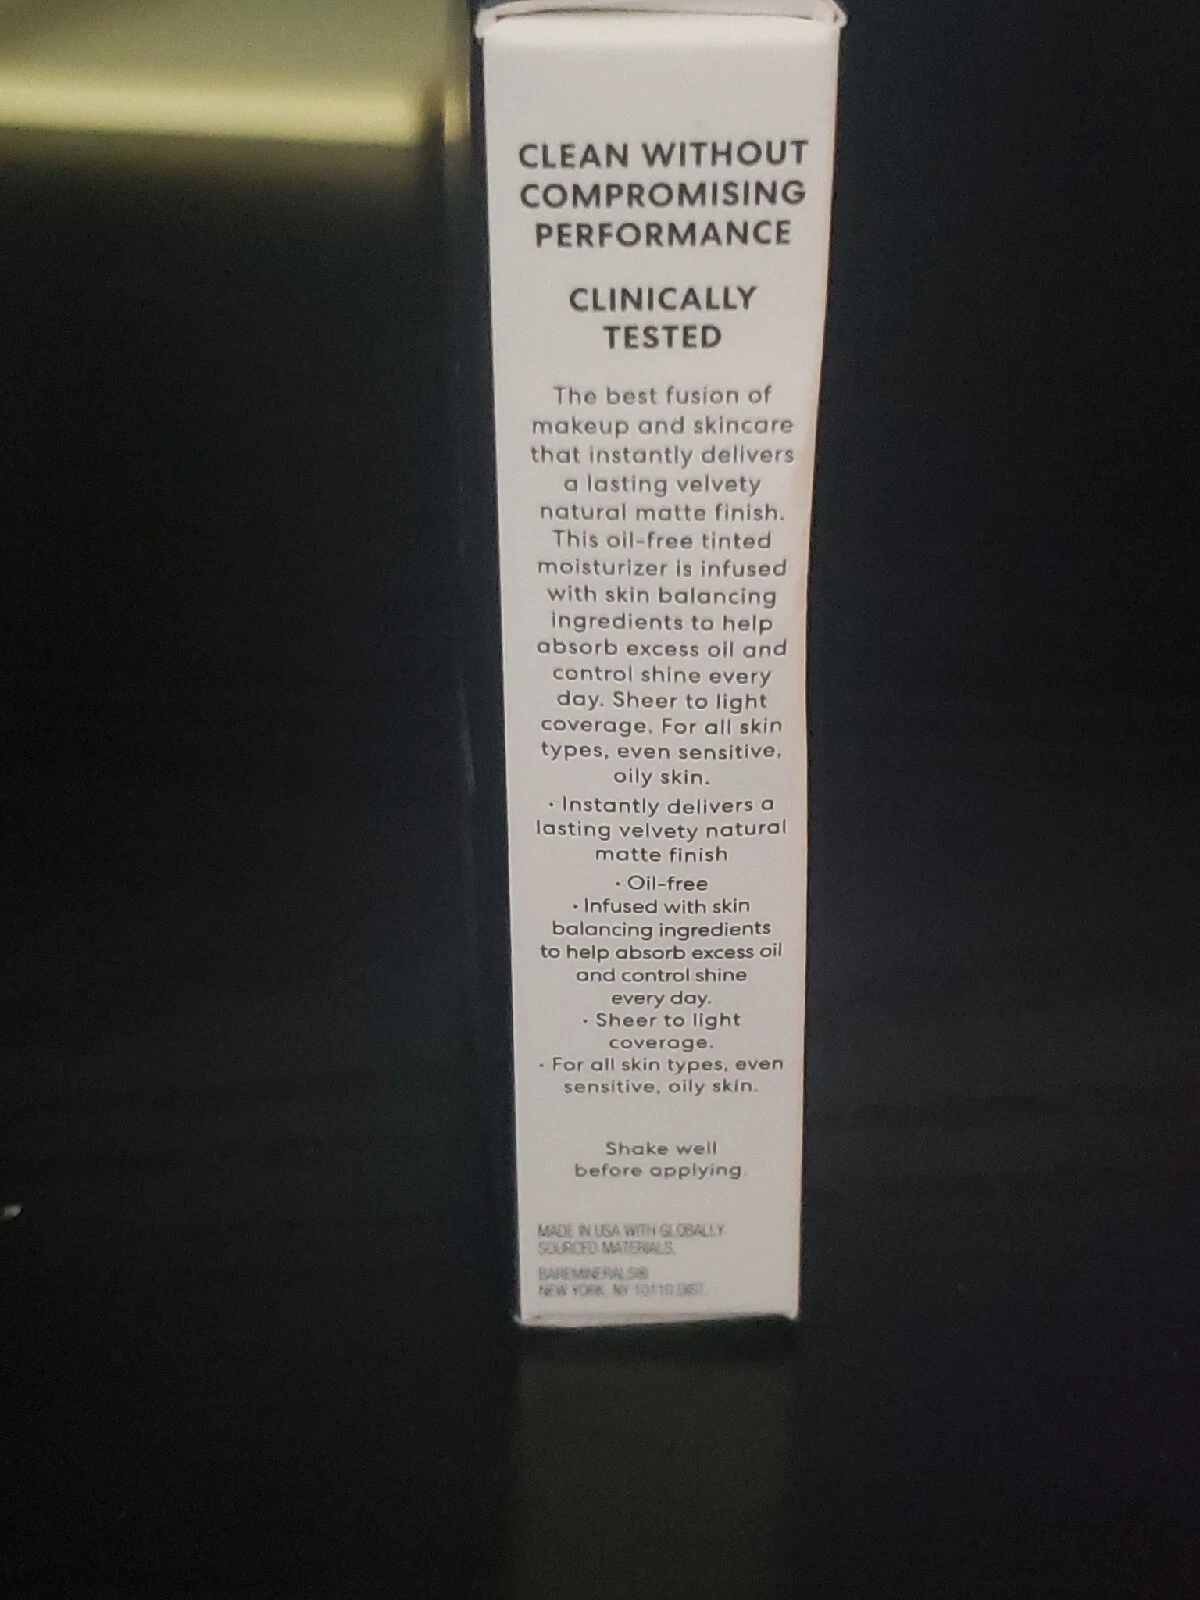 CLEAN WITHOUT
COMPROMISING
PERFORMANCE
CLINICALLY
TESTED
The best fusion of
makeup and skincare
that instantly delivers
a lasting velvety
natural matte finish.
This oil-free tinted
moisturizer is infused
with skin balancing
ingredients to help
absorb excess oil and
control shine every
day. Sheer to light
coverage. For all skin
types, even sensitive,
oily skin.
· Instantly delivers a
lasting velvety natural
matte finish
· Oil-free
· Infused with skin
balancing ingredients
to help absorb excess oil
and control shine
every day.
· Sheer to light
coverage.
· For all skin types, even
sensitive, oily skin.
Shake well
before applying.
MADE IN USA WITH GLOBALLY
SOURCED MATERIALS.
BAREMINERALS®
NEW YORK, NY 10110 DIST.